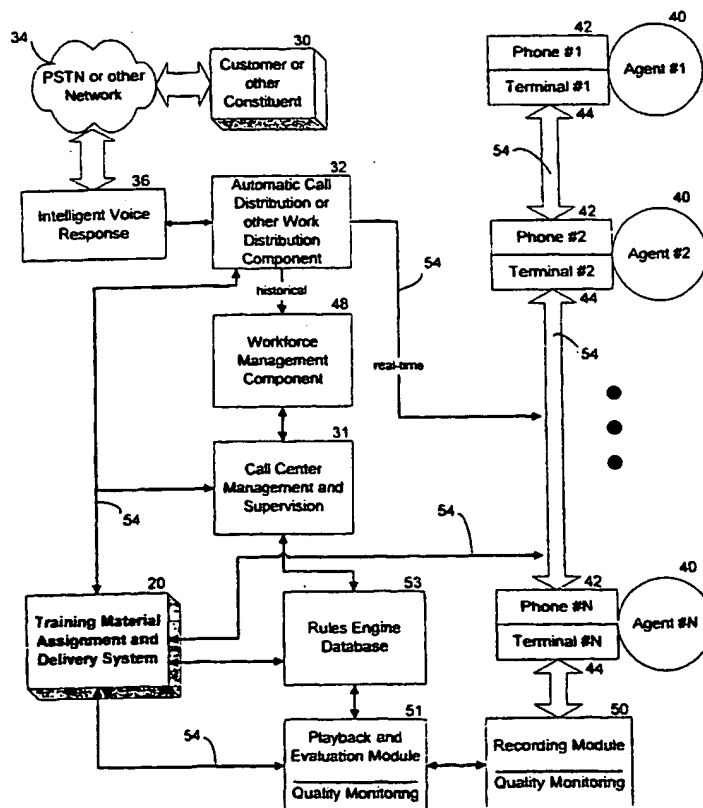 34
PSTN or other
Network
30
Customer or
other
Constituent
36
Intelligent Voice
Response
32
Automatic Call
Distribution or
other Work
Distribution
Component
historical
54
real-time
48
Workforce
Management
Component
31
Call Center
Management and
Supervision
54
54
20
Training Material
Assignment and
Delivery System
53
Rules Engine
Database
54
51
Playback and
Evaluation Module
Quality Monitoring
50
Recording Module
Quality Monitoring
42
40
Phone #1
Terminal #1
Agent #1
44
54
42
40
Phone #2
Terminal #2
Agent #2
44
54
42
40
Phone #N
Terminal #N
Agent #N
44